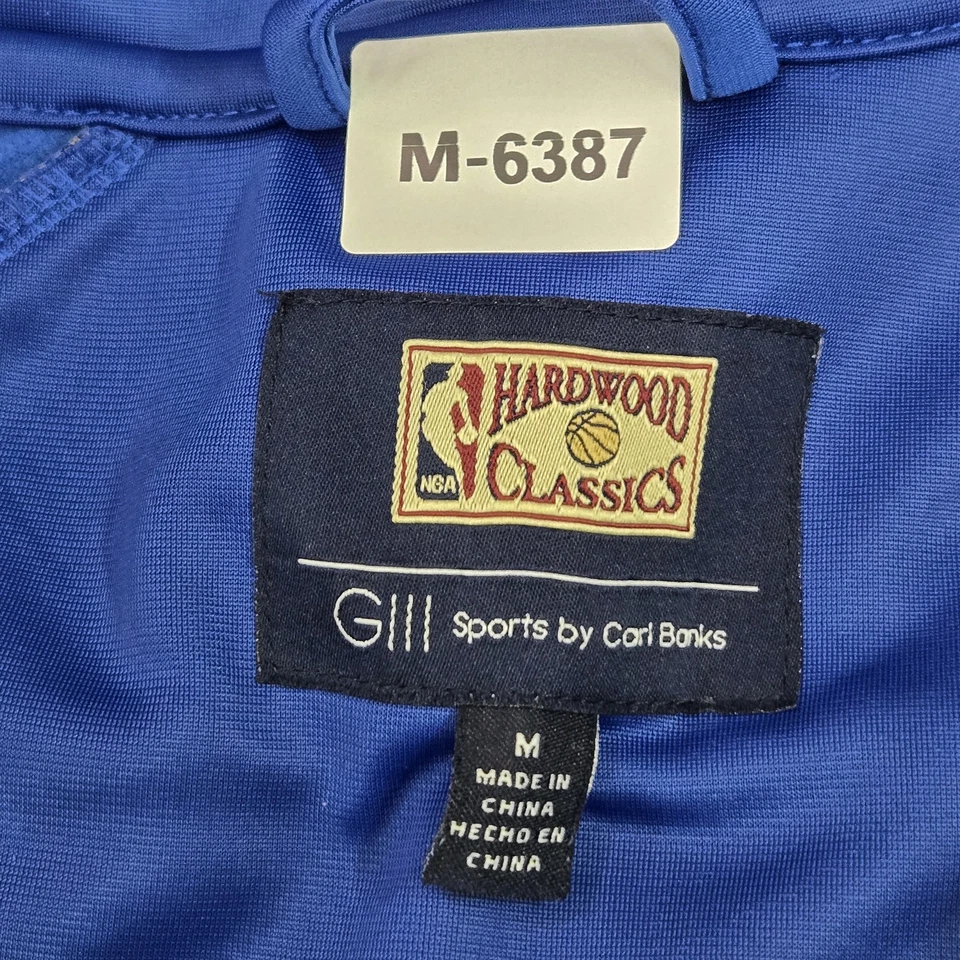 M-6387
HARDWOOD
CLASSICS
NBA
GIII Sports by Carl Banks
M
MADE IN
CHINA
HECHO EN
CHINA